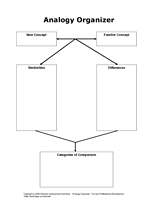 Analogy Organizer
New Concept
Familiar Concept
Similarities
Differences
Categories of Comparison